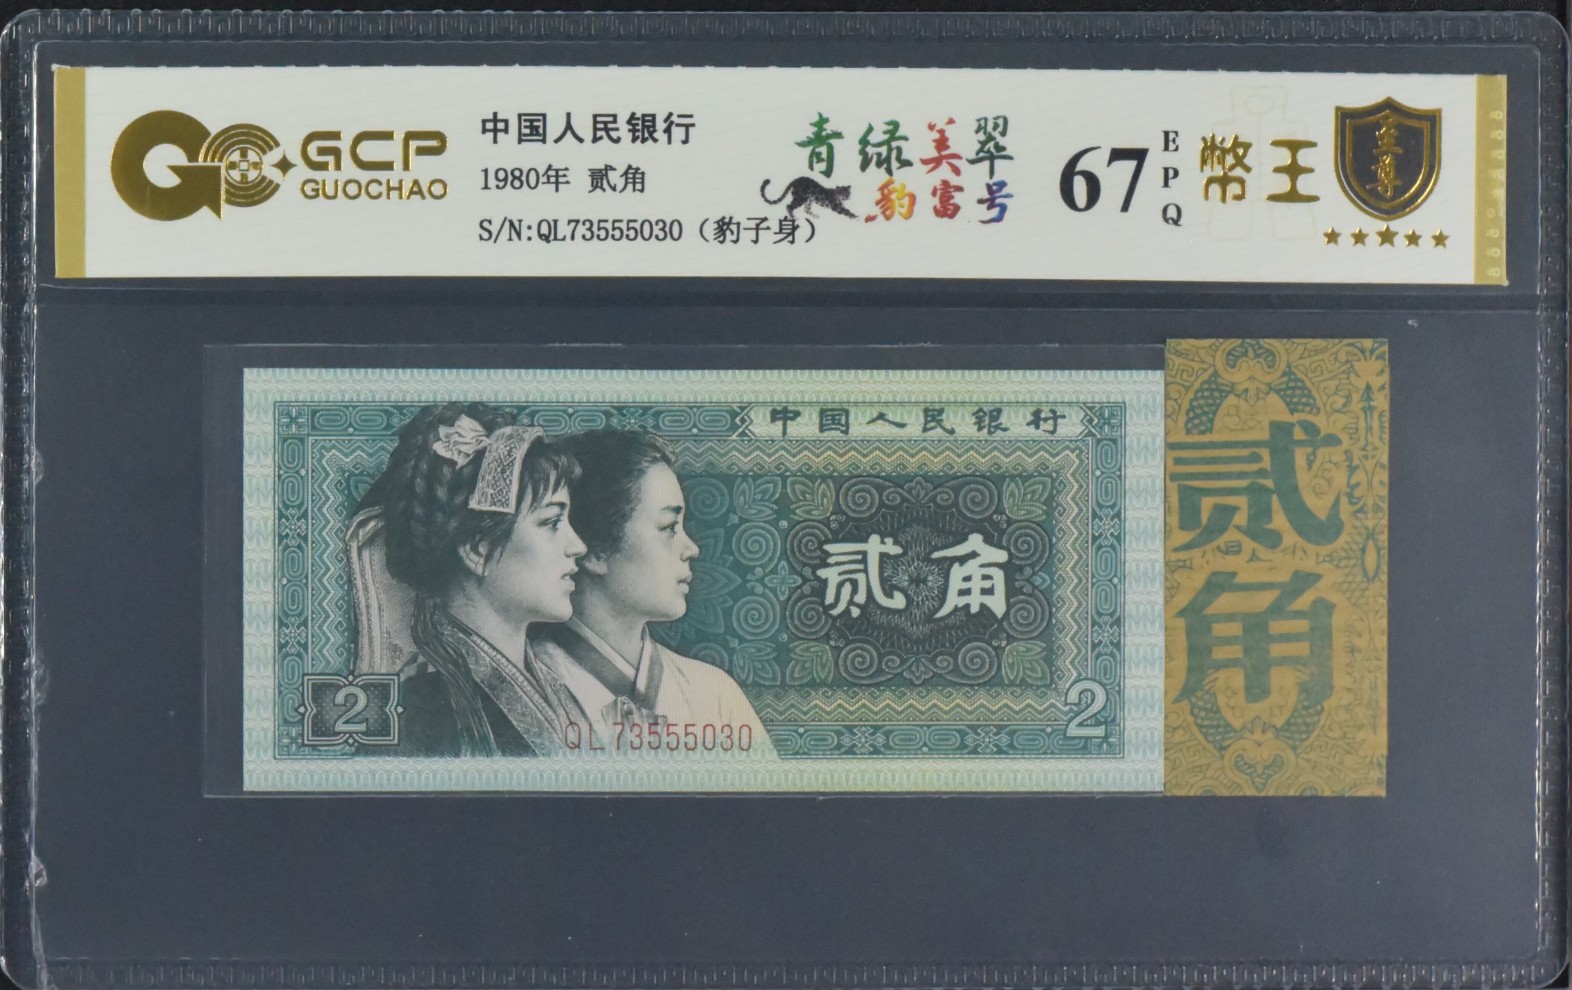 GCP
GUOCHAO
中国人民银行
1980年 贰角
S/N:QL73555030（豹子身）
青绿美翠
豹富号
67
EPQ
幣王
至尊
中国人民银行
贰角
2
2
QL73555030
贰角